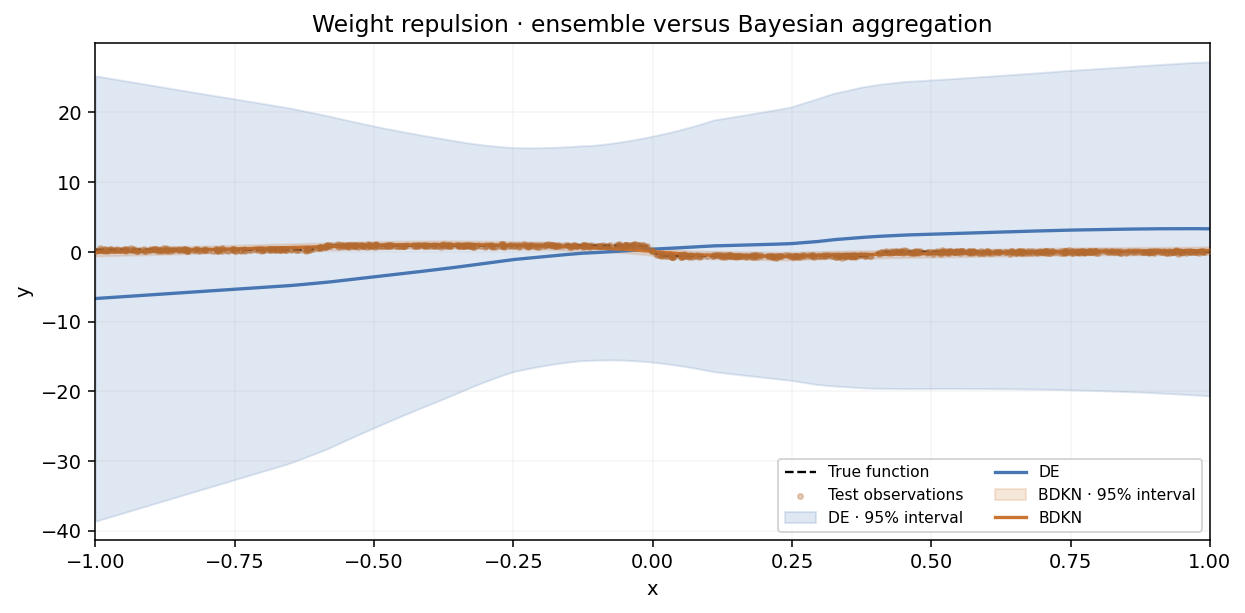 Weight repulsion · ensemble versus Bayesian aggregation
y
20
10
0
−10
−20
−30
−40
True function
Test observations
DE · 95% interval
DE
BDKN · 95% interval
BDKN
−1.00 −0.75 −0.50 −0.25 0.00 0.25 0.50 0.75 1.00
x